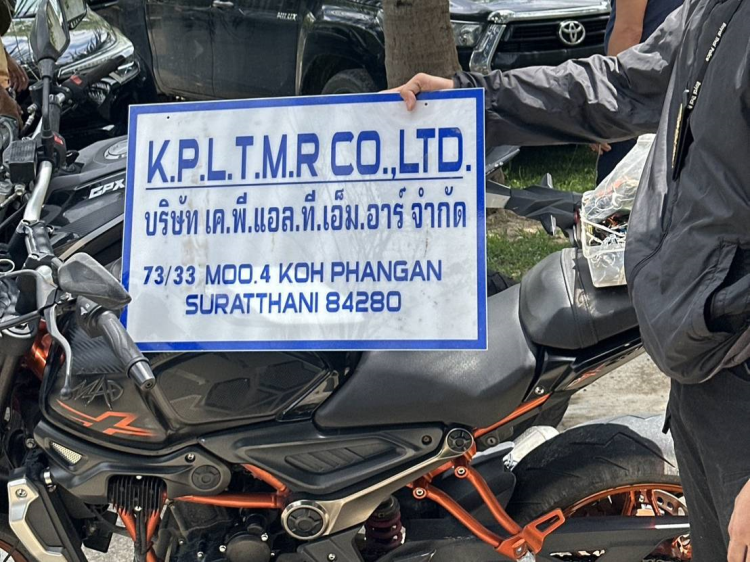 K.P.L.T.M.R CO.,LTD.
บริษัท เค.พี.แอล.ที.เอ็ม.อาร์ จำกัด
73/33 MOO.4 KOH PHANGAN
SURATTHANI 84280
GPX